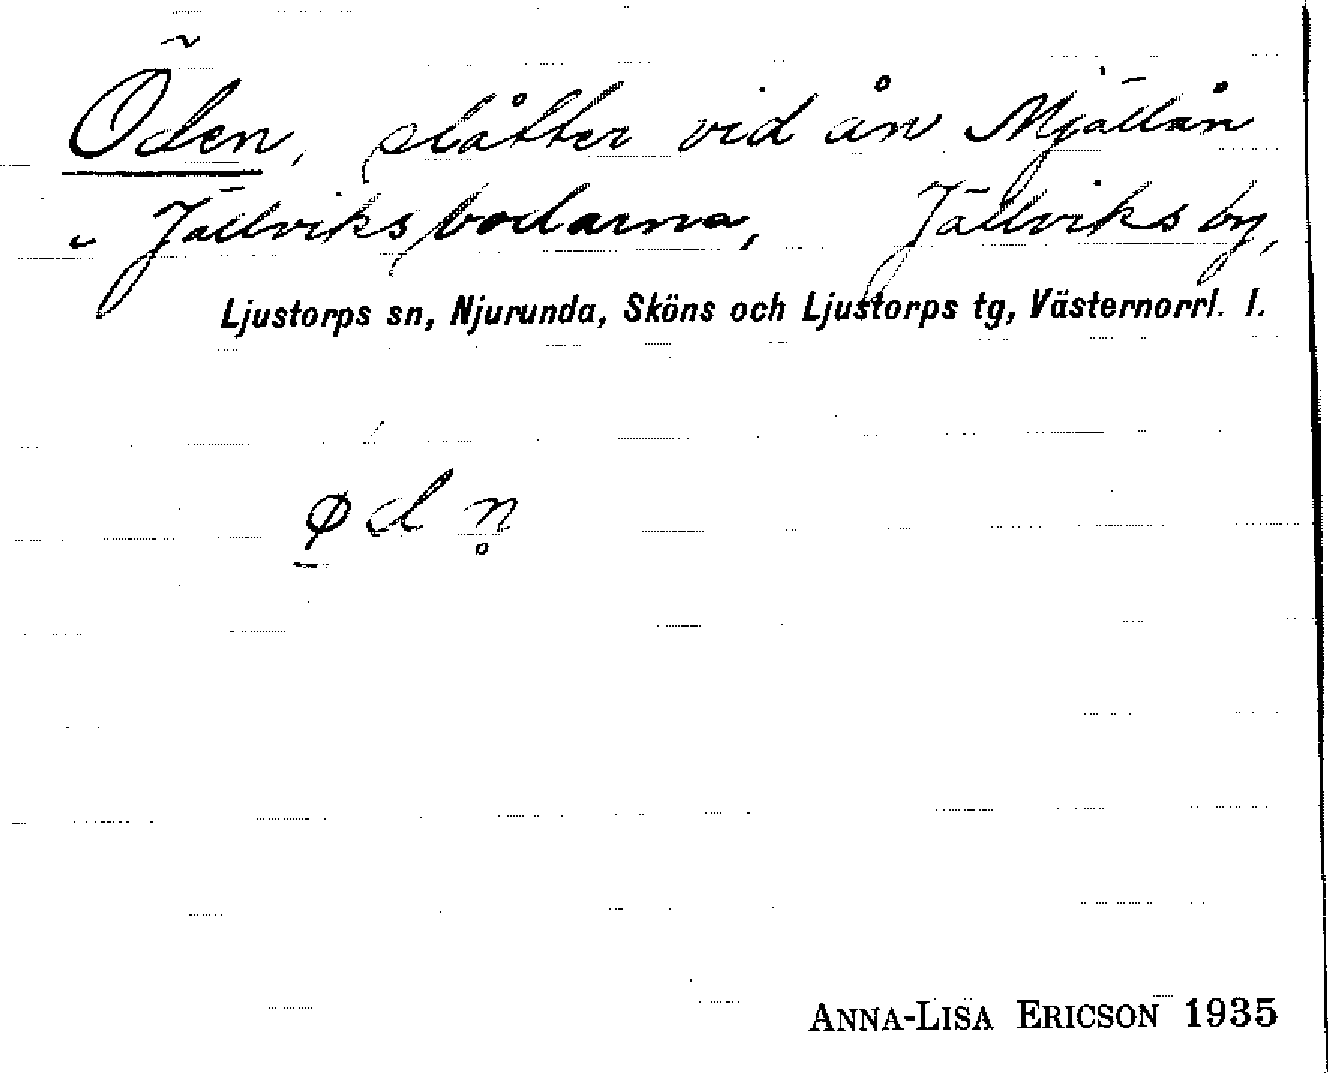 Öden, slåtter vid ån Mjällån
v Jällviksbodarna, Jällviks by,
Ljustorps sn, Njurunda, Sköns och Ljustorps tg, Västernorrl. l.
ø̱dn̥
ANNA-LISA ERICSON 1935